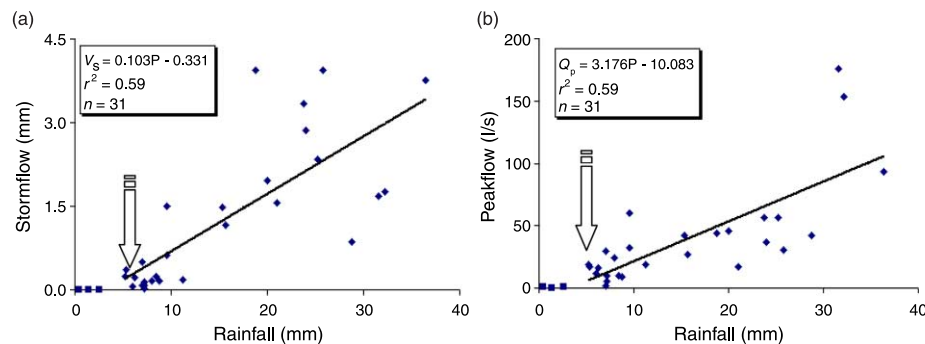 (a)
4.5
3.0
1.5
0.0
Stormflow (mm)
Vs = 0.103P - 0.331
r² = 0.59
n = 31
0 10 20 30 40
Rainfall (mm)
(b)
200
150
100
50
0
Peakflow (l/s)
Qp = 3.176P - 10.083
r² = 0.59
n = 31
0 10 20 30 40
Rainfall (mm)